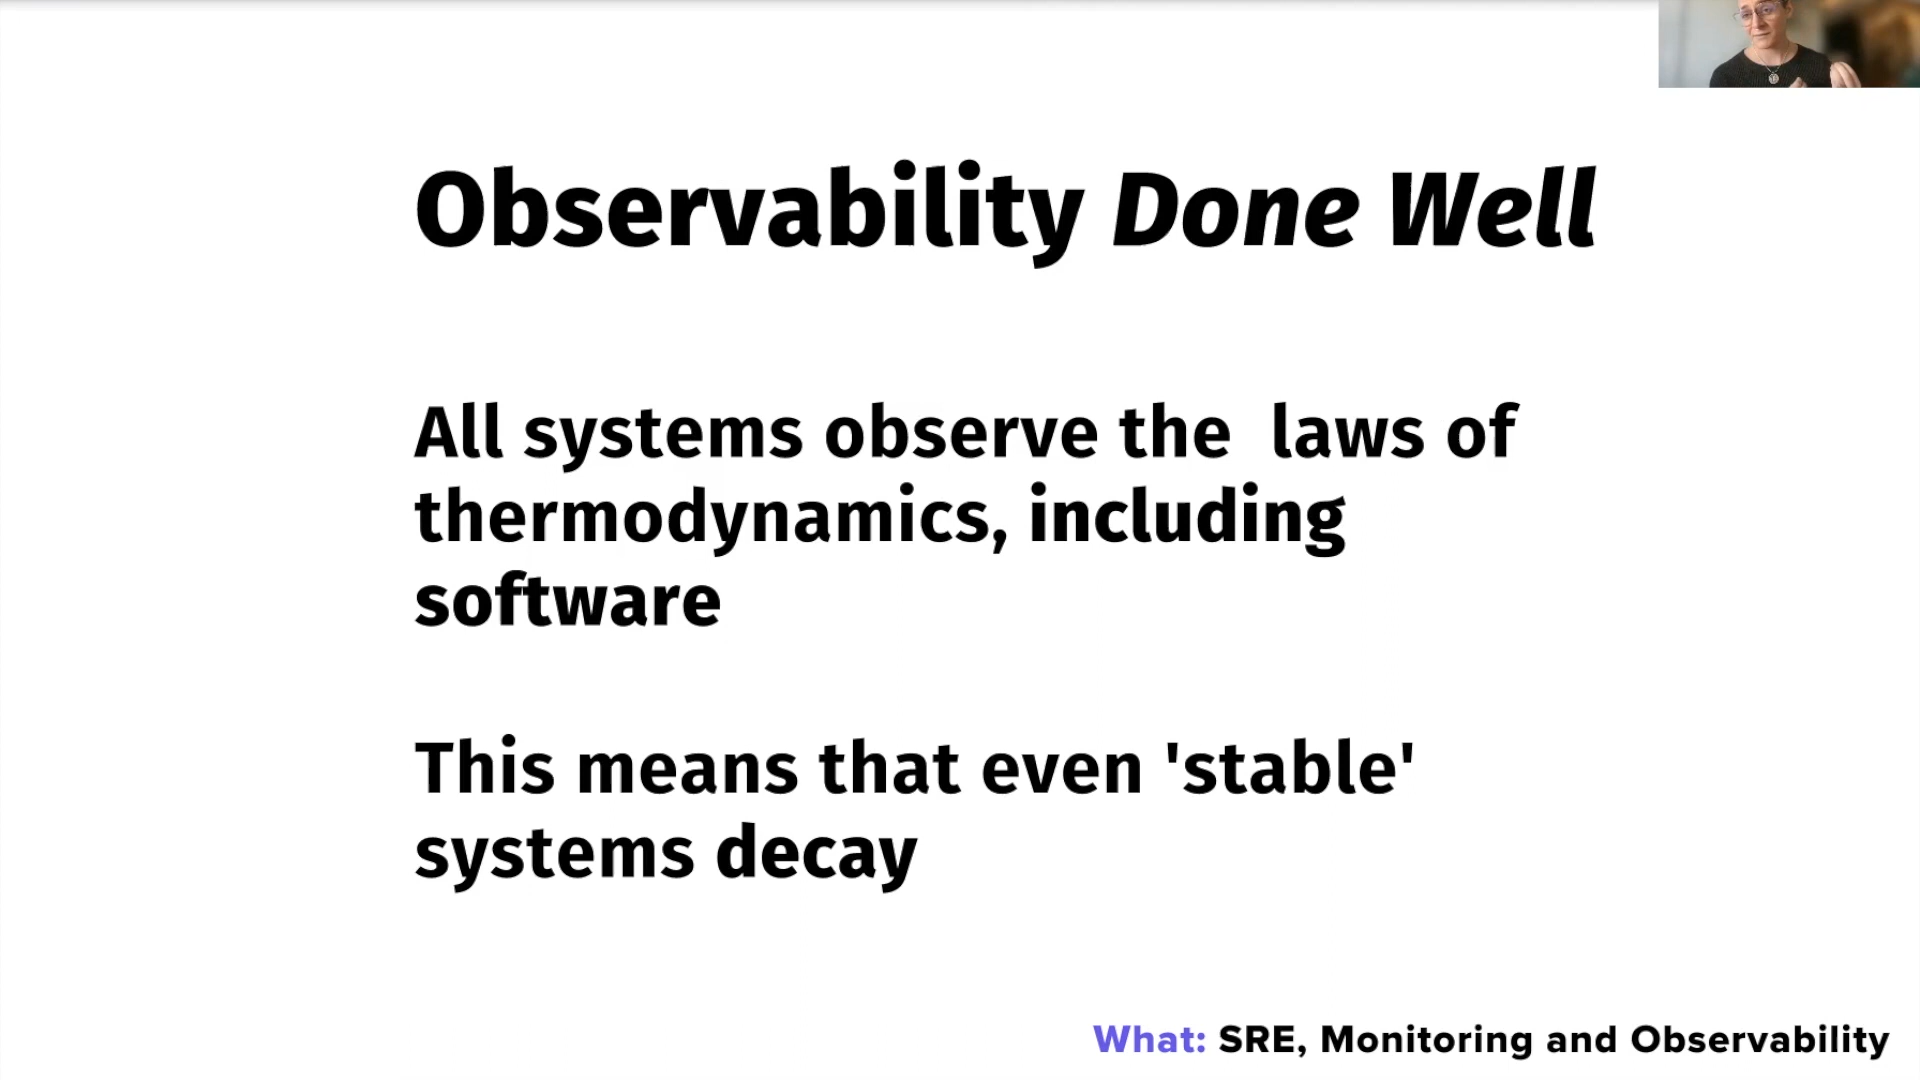 Observability Done Well
All systems observe the  laws of
thermodynamics, including
software
This means that even 'stable'
systems decay
What: SRE, Monitoring and Observability